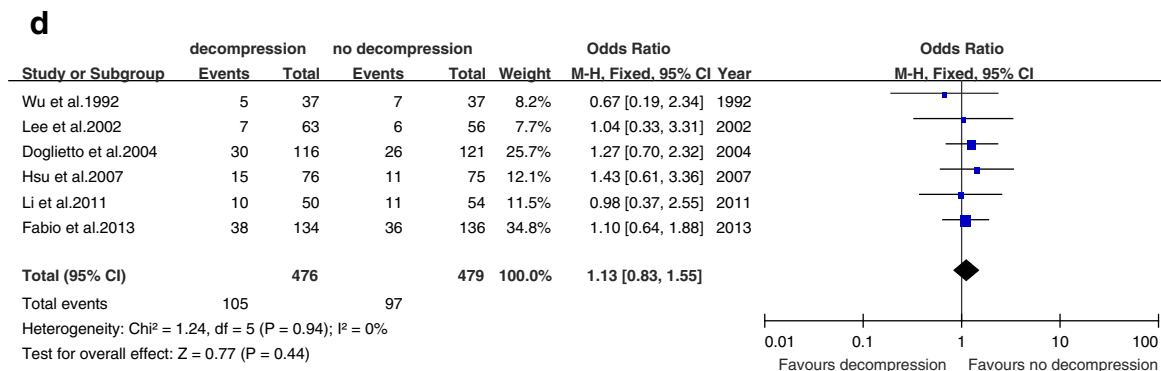 d
decompression no decompression Odds Ratio Odds Ratio
Study or Subgroup Events Total Events Total Weight M-H, Fixed, 95% CI Year M-H, Fixed, 95% CI
Wu et al.1992 5 37 7 37 8.2% 0.67 [0.19, 2.34] 1992
Lee et al.2002 7 63 6 56 7.7% 1.04 [0.33, 3.31] 2002
Doglietto et al.2004 30 116 26 121 25.7% 1.27 [0.70, 2.32] 2004
Hsu et al.2007 15 76 11 75 12.1% 1.43 [0.61, 3.36] 2007
Li et al.2011 10 50 11 54 11.5% 0.98 [0.37, 2.55] 2011
Fabio et al.2013 38 134 36 136 34.8% 1.10 [0.64, 1.88] 2013
Total (95% CI) 476 479 100.0% 1.13 [0.83, 1.55]
Total events 105 97
Heterogeneity: Chi² = 1.24, df = 5 (P = 0.94); I² = 0%
Test for overall effect: Z = 0.77 (P = 0.44)
0.01 0.1 1 10 100
Favours decompression Favours no decompression